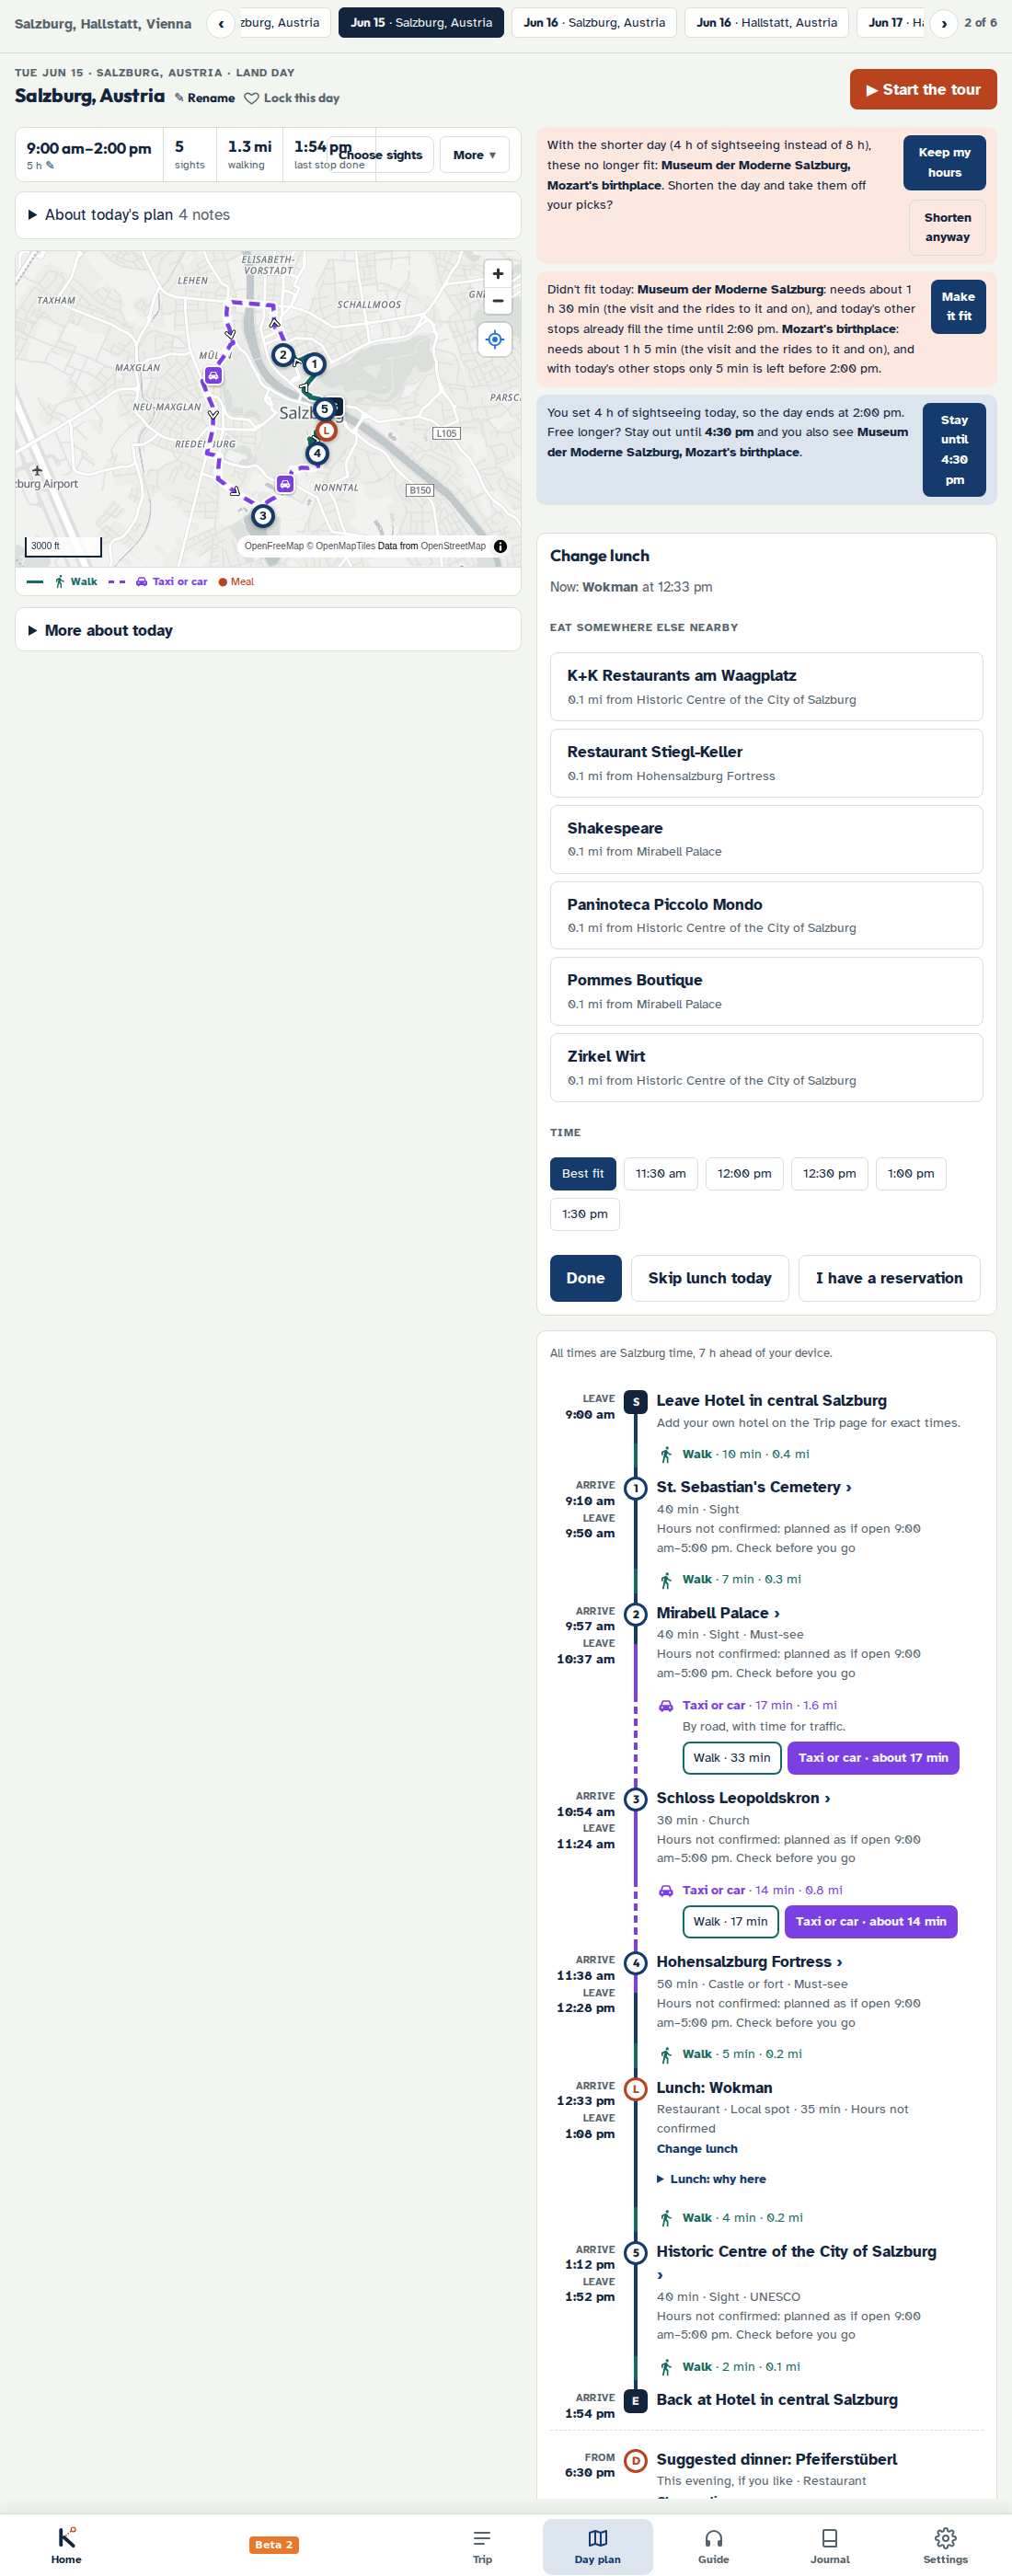 Salzburg, Hallstatt, Vienna
‹
zburg, Austria
Jun 15 · Salzburg, Austria
Jun 16 · Salzburg, Austria
Jun 16 · Hallstatt, Austria
Jun 17 · Ha
›
2 of 6
TUE JUN 15 · SALZBURG, AUSTRIA · LAND DAY
Salzburg, Austria
✎ Rename
Lock this day
▶ Start the tour
9:00 am–2:00 pm
5 h ✎
5
sights
1.3 mi
walking
1:54 pm
last stop done
Choose sights
More ▼
▶ About today's plan 4 notes
ELISABETH-
VORSTADT
LEHEN
TAXHAM
SCHALLMOOS
MAXGLAN
NEU-MAXGLAN
PARSC
L105
NONNTAL
B150
zburg Airport
1
2
3
4
5
L
+
−
3000 ft
OpenFreeMap © OpenMapTiles Data from OpenStreetMap
Walk
Taxi or car
Meal
▶ More about today
With the shorter day (4 h of sightseeing instead of 8 h),
these no longer fit: Museum der Moderne Salzburg,
Mozart's birthplace. Shorten the day and take them off
your picks?
Keep my
hours
Shorten
anyway
Didn't fit today: Museum der Moderne Salzburg: needs about 1
h 30 min (the visit and the rides to it and on), and today's other
stops already fill the time until 2:00 pm. Mozart's birthplace:
needs about 1 h 5 min (the visit and the rides to it and on), and
with today's other stops only 5 min is left before 2:00 pm.
Make
it fit
You set 4 h of sightseeing today, so the day ends at 2:00 pm.
Free longer? Stay out until 4:30 pm and you also see Museum
der Moderne Salzburg, Mozart's birthplace.
Stay
until
4:30
pm
Change lunch
Now: Wokman at 12:33 pm
EAT SOMEWHERE ELSE NEARBY
K+K Restaurants am Waagplatz
0.1 mi from Historic Centre of the City of Salzburg
Restaurant Stiegl-Keller
0.1 mi from Hohensalzburg Fortress
Shakespeare
0.1 mi from Mirabell Palace
Paninoteca Piccolo Mondo
0.1 mi from Historic Centre of the City of Salzburg
Pommes Boutique
0.1 mi from Mirabell Palace
Zirkel Wirt
0.1 mi from Historic Centre of the City of Salzburg
TIME
Best fit
11:30 am
12:00 pm
12:30 pm
1:00 pm
1:30 pm
Done
Skip lunch today
I have a reservation
All times are Salzburg time, 7 h ahead of your device.
LEAVE
9:00 am
S
Leave Hotel in central Salzburg
Add your own hotel on the Trip page for exact times.
Walk · 10 min · 0.4 mi
ARRIVE
9:10 am
LEAVE
9:50 am
1
St. Sebastian's Cemetery ›
40 min · Sight
Hours not confirmed: planned as if open 9:00
am–5:00 pm. Check before you go
Walk · 7 min · 0.3 mi
ARRIVE
9:57 am
LEAVE
10:37 am
2
Mirabell Palace ›
40 min · Sight · Must-see
Hours not confirmed: planned as if open 9:00
am–5:00 pm. Check before you go
Taxi or car · 17 min · 1.6 mi
By road, with time for traffic.
Walk · 33 min
Taxi or car · about 17 min
ARRIVE
10:54 am
LEAVE
11:24 am
3
Schloss Leopoldskron ›
30 min · Church
Hours not confirmed: planned as if open 9:00
am–5:00 pm. Check before you go
Taxi or car · 14 min · 0.8 mi
Walk · 17 min
Taxi or car · about 14 min
ARRIVE
11:38 am
LEAVE
12:28 pm
4
Hohensalzburg Fortress ›
50 min · Castle or fort · Must-see
Hours not confirmed: planned as if open 9:00
am–5:00 pm. Check before you go
Walk · 5 min · 0.2 mi
ARRIVE
12:33 pm
LEAVE
1:08 pm
L
Lunch: Wokman
Restaurant · Local spot · 35 min · Hours not
confirmed
Change lunch
▶ Lunch: why here
Walk · 4 min · 0.2 mi
ARRIVE
1:12 pm
LEAVE
1:52 pm
5
Historic Centre of the City of Salzburg
›
40 min · Sight · UNESCO
Hours not confirmed: planned as if open 9:00
am–5:00 pm. Check before you go
Walk · 2 min · 0.1 mi
ARRIVE
1:54 pm
E
Back at Hotel in central Salzburg
FROM
6:30 pm
D
Suggested dinner: Pfeiferstüberl
This evening, if you like · Restaurant
Home
Beta 2
Trip
Day plan
Guide
Journal
Settings